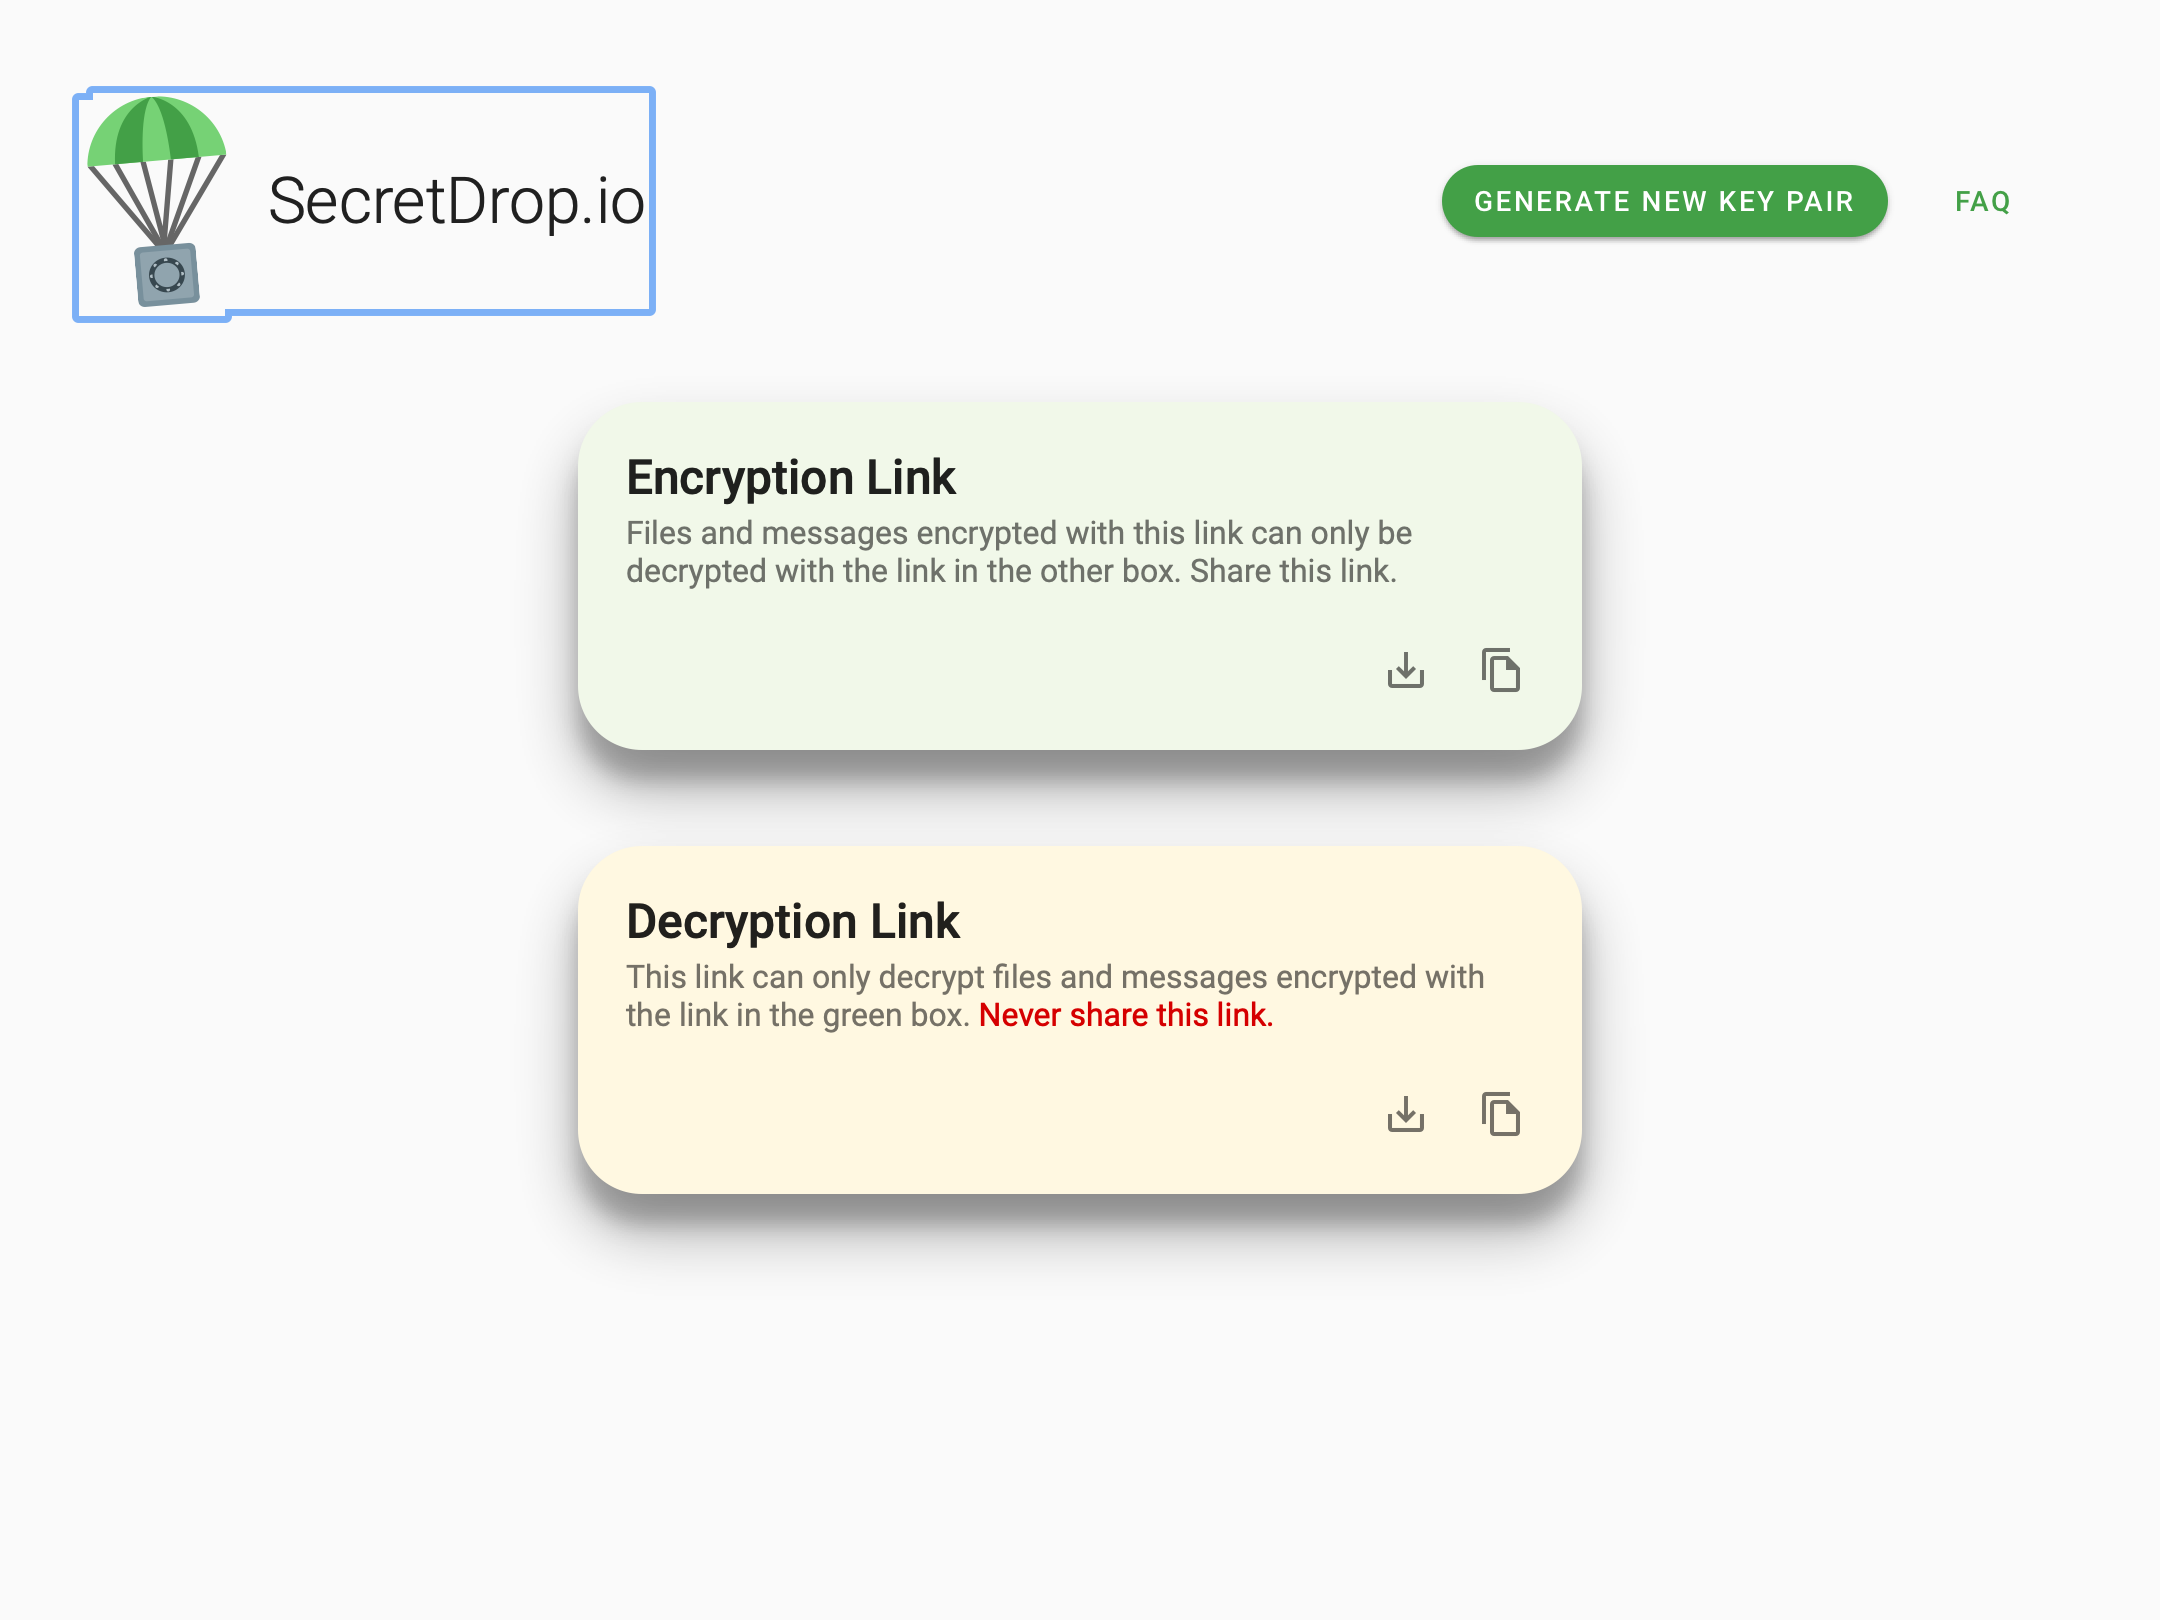 SecretDrop.io
GENERATE NEW KEY PAIR
FAQ
Encryption Link
Files and messages encrypted with this link can only be
decrypted with the link in the other box. Share this link.
Decryption Link
This link can only decrypt files and messages encrypted with
the link in the green box. Never share this link.